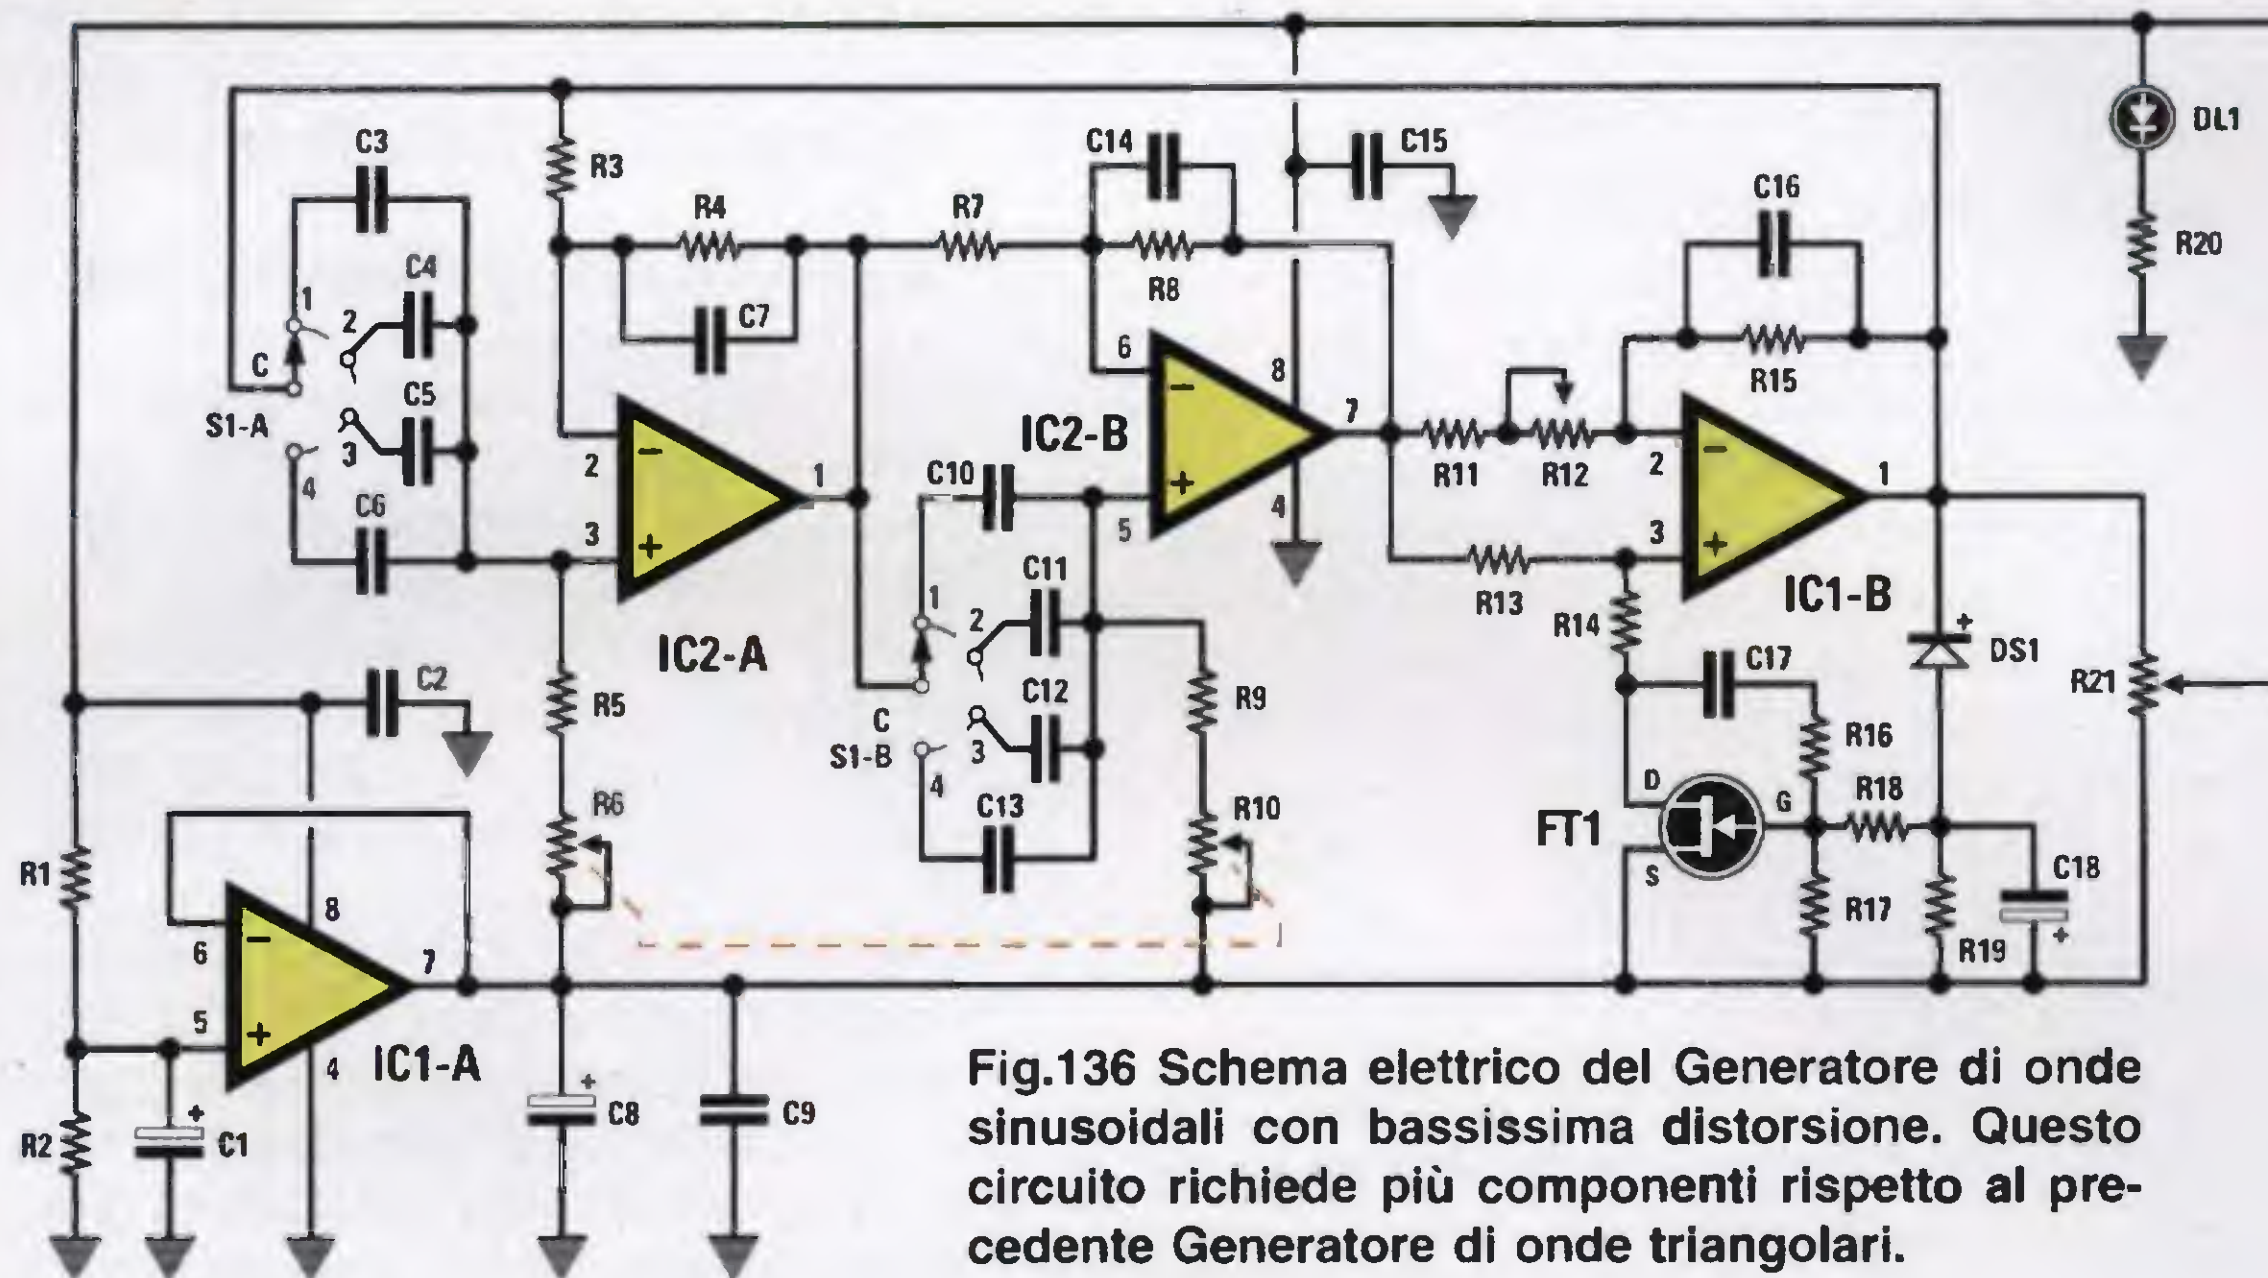 DL1
C3
C14
C15
R3
C16
R4
R7
R20
C4
1
2
R8
C7
C
6
8
R15
C5
S1-A
IC2-B
7
3
2
R11
R12
2
1
4
C10
1
C6
3
5
4
3
C11
IC1-B
1
2
R13
R14
IC2-A
+
DS1
C17
C2
C12
R21
R5
R9
C
S1-B
3
R16
4
D
R6
C13
R10
G
R18
FT1
R1
S
C18
8
R17
+
6
7
R19
5
4
IC1-A
+
+
R2
C1
C8
C9
Fig.136 Schema elettrico del Generatore di onde
sinusoidali con bassissima distorsione. Questo
circuito richiede più componenti rispetto al pre-
cedente Generatore di onde triangolari.